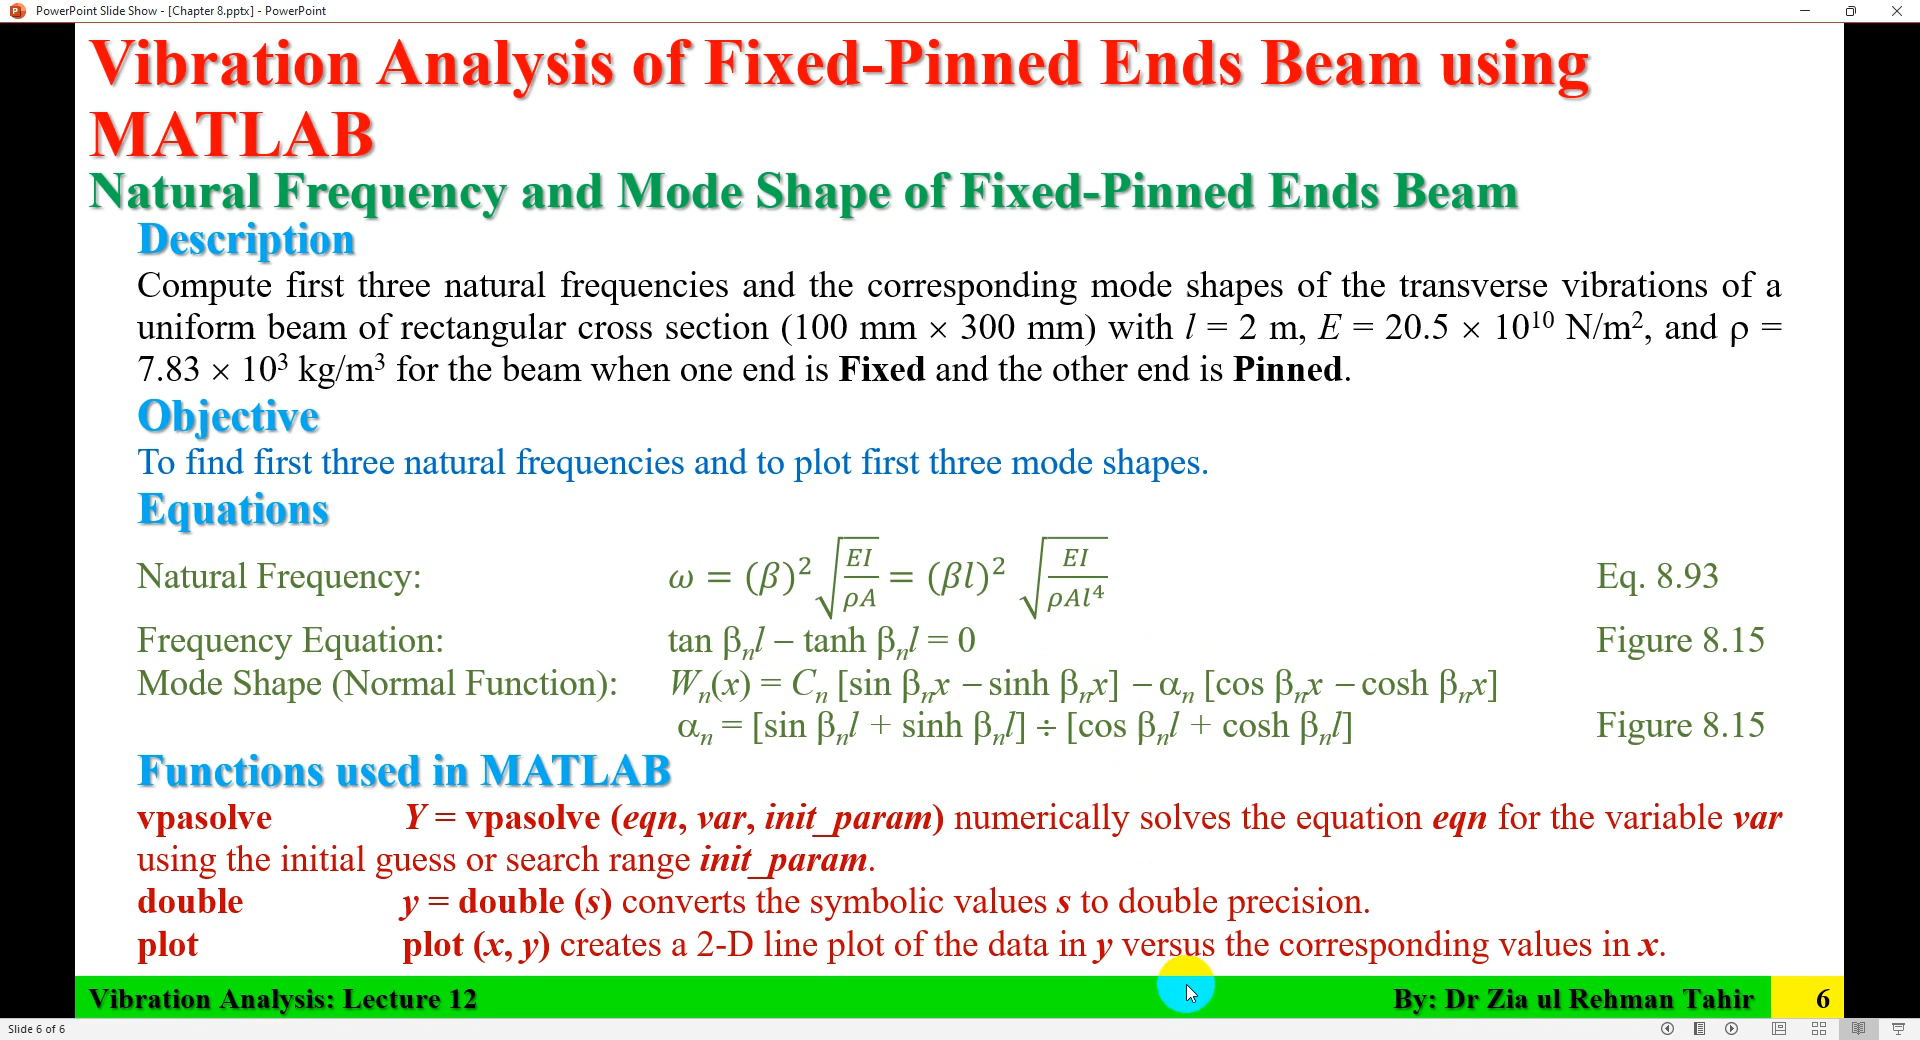 PowerPoint Slide Show - [Chapter 8.pptx] - PowerPoint
Vibration Analysis of Fixed-Pinned Ends Beam using
MATLAB
Natural Frequency and Mode Shape of Fixed-Pinned Ends Beam
Description
Compute first three natural frequencies and the corresponding mode shapes of the transverse vibrations of a
uniform beam of rectangular cross section (100 mm × 300 mm) with l = 2 m, E = 20.5 × 10¹⁰ N/m², and ρ =
7.83 × 10³ kg/m³ for the beam when one end is Fixed and the other end is Pinned.
Objective
To find first three natural frequencies and to plot first three mode shapes.
Equations
Natural Frequency: ω = (β)² √(EI/ρA) = (βl)² √(EI/ρAl⁴) Eq. 8.93
Frequency Equation: tan βₙl – tanh βₙl = 0 Figure 8.15
Mode Shape (Normal Function): Wₙ(x) = Cₙ [sin βₙx – sinh βₙx] – αₙ [cos βₙx – cosh βₙx]
αₙ = [sin βₙl + sinh βₙl] ÷ [cos βₙl + cosh βₙl] Figure 8.15
Functions used in MATLAB
vpasolve Y = vpasolve (eqn, var, init_param) numerically solves the equation eqn for the variable var
using the initial guess or search range init_param.
double y = double (s) converts the symbolic values s to double precision.
plot plot (x, y) creates a 2-D line plot of the data in y versus the corresponding values in x.
Vibration Analysis: Lecture 12 By: Dr Zia ul Rehman Tahir 6
Slide 6 of 6